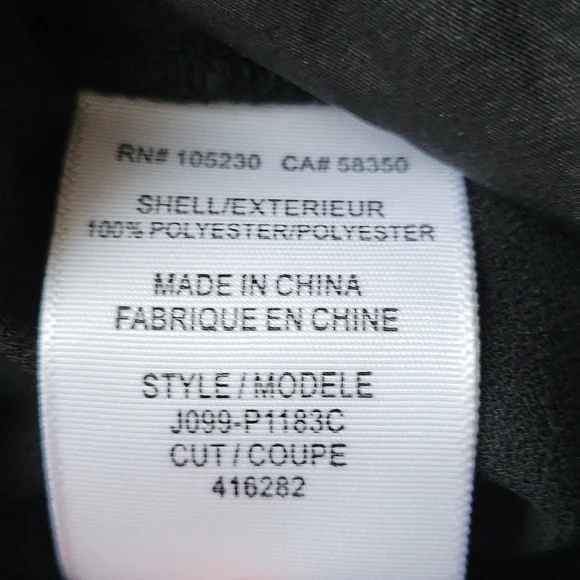 RN# 105230 CA# 58350
SHELL/EXTERIEUR
100% POLYESTER/POLYESTER
MADE IN CHINA
FABRIQUE EN CHINE
STYLE / MODELE
J099-P1183C
CUT / COUPE
416282